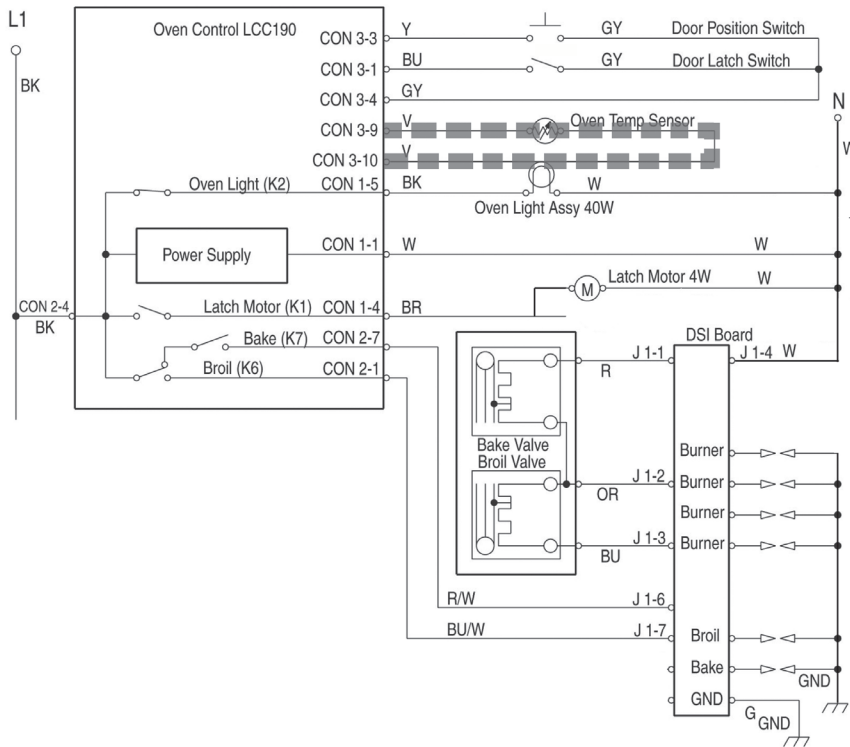 L1
Oven Control LCC190
CON 3-3 Y GY Door Position Switch
CON 3-1 BU GY Door Latch Switch
BK
CON 3-4 GY
N
CON 3-9 V Oven Temp Sensor
CON 3-10 V
W
Oven Light (K2) CON 1-5 BK W
Oven Light Assy 40W
Power Supply CON 1-1 W W
Latch Motor 4W W
M
CON 2-4 Latch Motor (K1) CON 1-4 BR
BK
Bake (K7) CON 2-7
DSI Board
Broil (K6) CON 2-1
R J 1-1 J 1-4 W
Bake Valve
Broil Valve
Burner
OR J 1-2 Burner
Burner
BU J 1-3 Burner
R/W J 1-6
BU/W J 1-7 Broil
Bake
GND
GND
G
GND